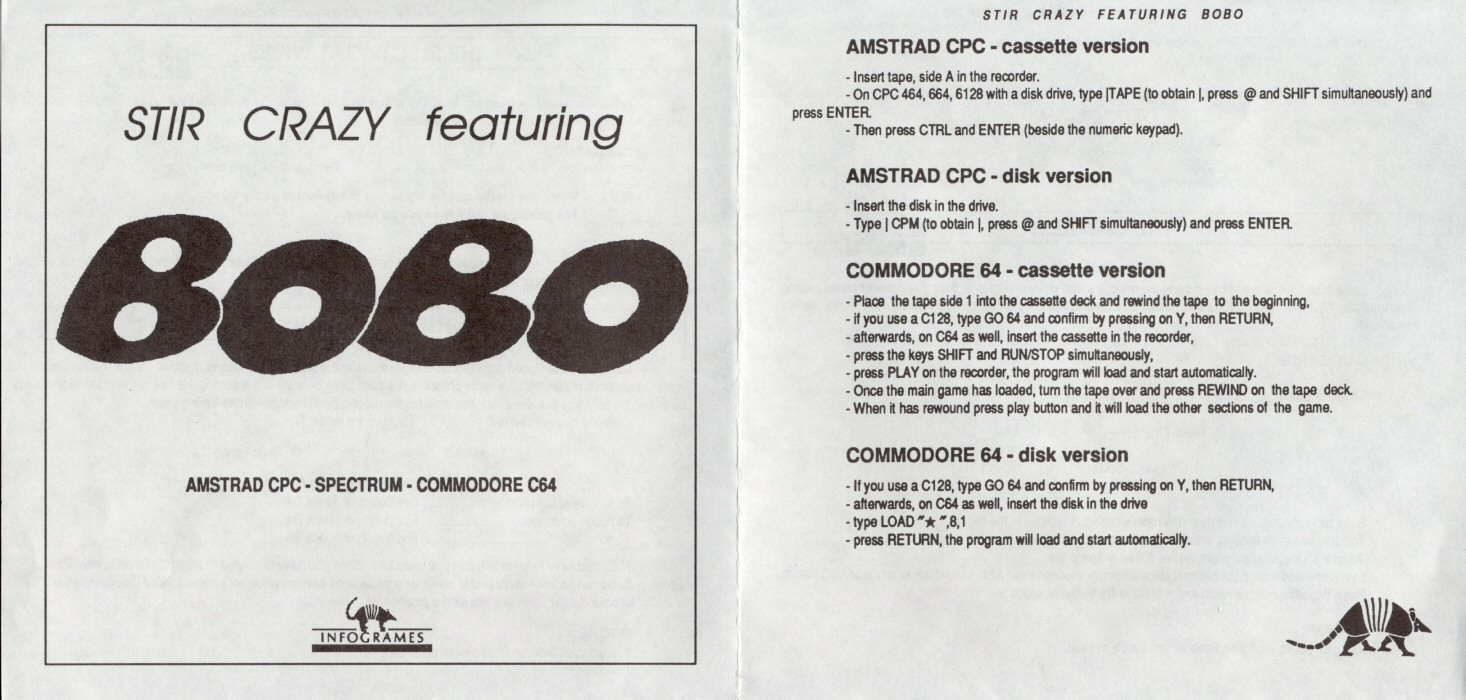 STIR CRAZY featuring
BOBO
AMSTRAD CPC - SPECTRUM - COMMODORE C64
INFOGRAMES
STIR CRAZY FEATURING BOBO
AMSTRAD CPC - cassette version
- Insert tape, side A in the recorder.
- On CPC 464, 664, 6128 with a disk drive, type |TAPE (to obtain |, press @ and SHIFT simultaneously) and
press ENTER.
- Then press CTRL and ENTER (beside the numeric keypad).
AMSTRAD CPC - disk version
- Insert the disk in the drive.
- Type | CPM (to obtain |, press @ and SHIFT simultaneously) and press ENTER.
COMMODORE 64 - cassette version
- Place the tape side 1 into the cassette deck and rewind the tape to the beginning,
- if you use a C128, type GO 64 and confirm by pressing on Y, then RETURN,
- afterwards, on C64 as well, insert the cassette in the recorder,
- press the keys SHIFT and RUN/STOP simultaneously,
- press PLAY on the recorder, the program will load and start automatically.
- Once the main game has loaded, turn the tape over and press REWIND on the tape deck.
- When it has rewound press play button and it will load the other sections of the game.
COMMODORE 64 - disk version
- If you use a C128, type GO 64 and confirm by pressing on Y, then RETURN,
- afterwards, on C64 as well, insert the disk in the drive
- type LOAD "★ ",8,1
- press RETURN, the program will load and start automatically.